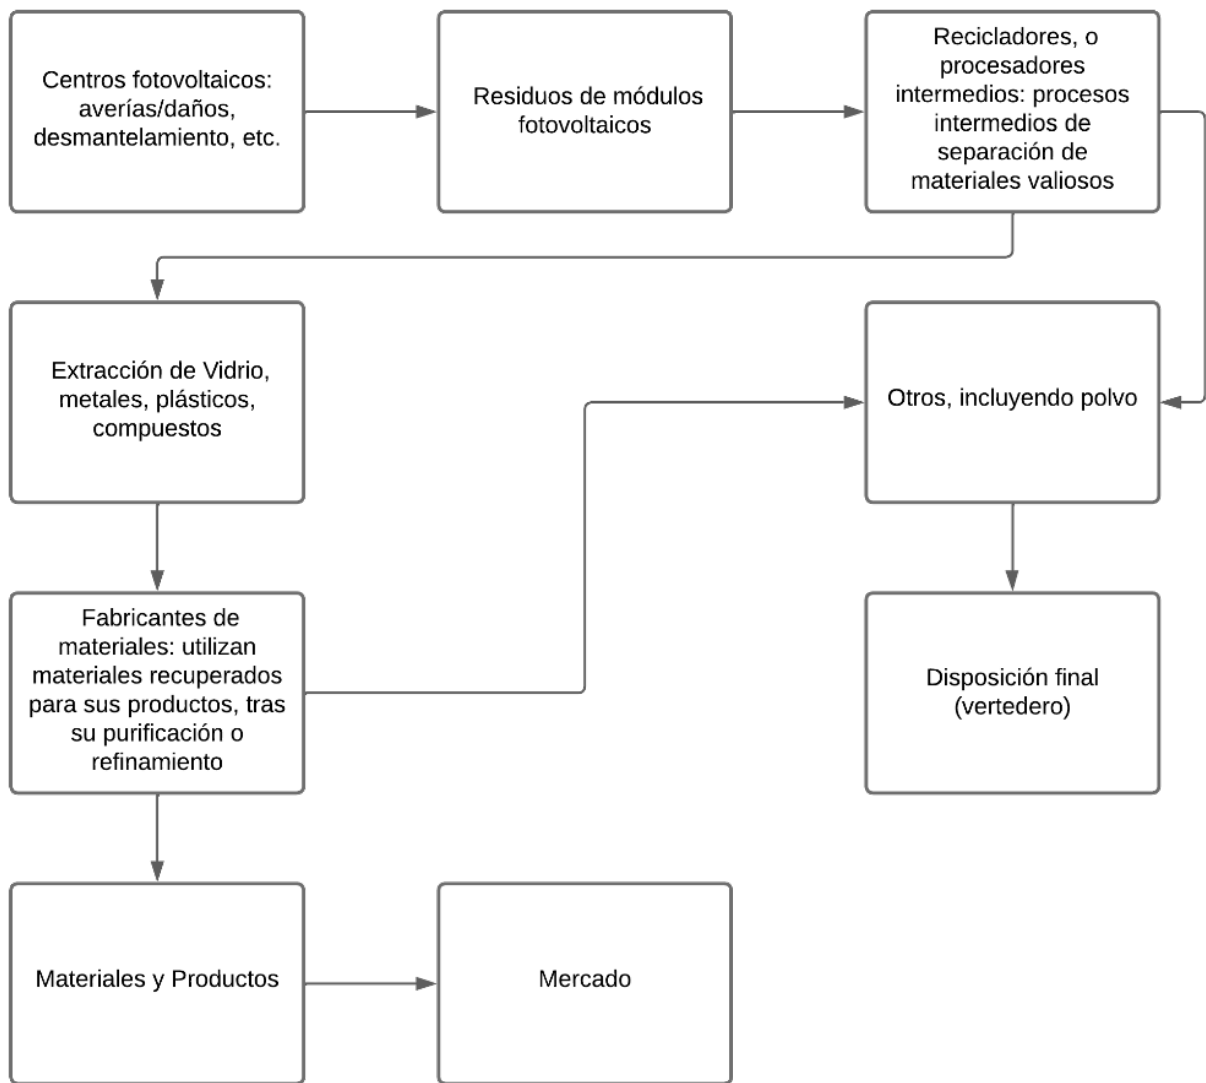 Centros fotovoltaicos:
averías/daños,
desmantelamiento, etc.
Residuos de módulos
fotovoltaicos
Recicladores, o
procesadores
intermedios: procesos
intermedios de
separación de
materiales valiosos
Extracción de Vidrio,
metales, plásticos,
compuestos
Otros, incluyendo polvo
Fabricantes de
materiales: utilizan
materiales recuperados
para sus productos, tras
su purificación o
refinamiento
Disposición final
(vertedero)
Materiales y Productos
Mercado